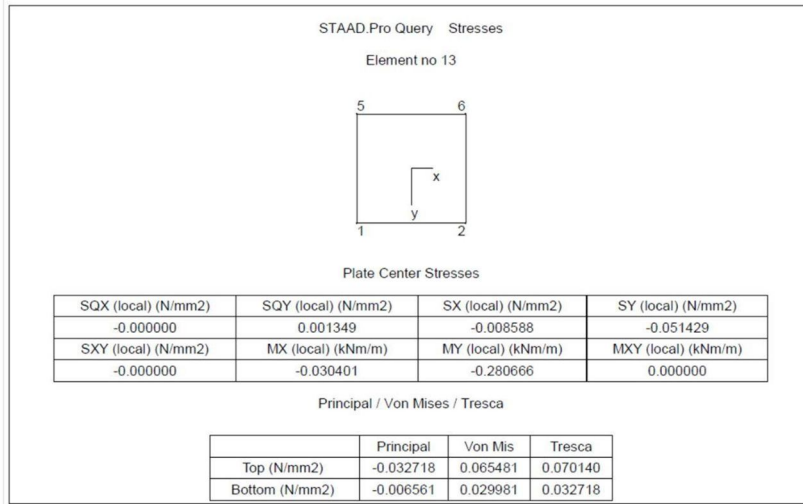 STAAD.Pro Query Stresses
Element no 13
5 6
x
y
1 2
Plate Center Stresses
SQX (local) (N/mm2) SQY (local) (N/mm2) SX (local) (N/mm2) SY (local) (N/mm2)
-0.000000 0.001349 -0.008588 -0.051429
SXY (local) (N/mm2) MX (local) (kNm/m) MY (local) (kNm/m) MXY (local) (kNm/m)
-0.000000 -0.030401 -0.280666 0.000000
Principal / Von Mises / Tresca
Principal Von Mis Tresca
Top (N/mm2) -0.032718 0.065481 0.070140
Bottom (N/mm2) -0.006561 0.029981 0.032718